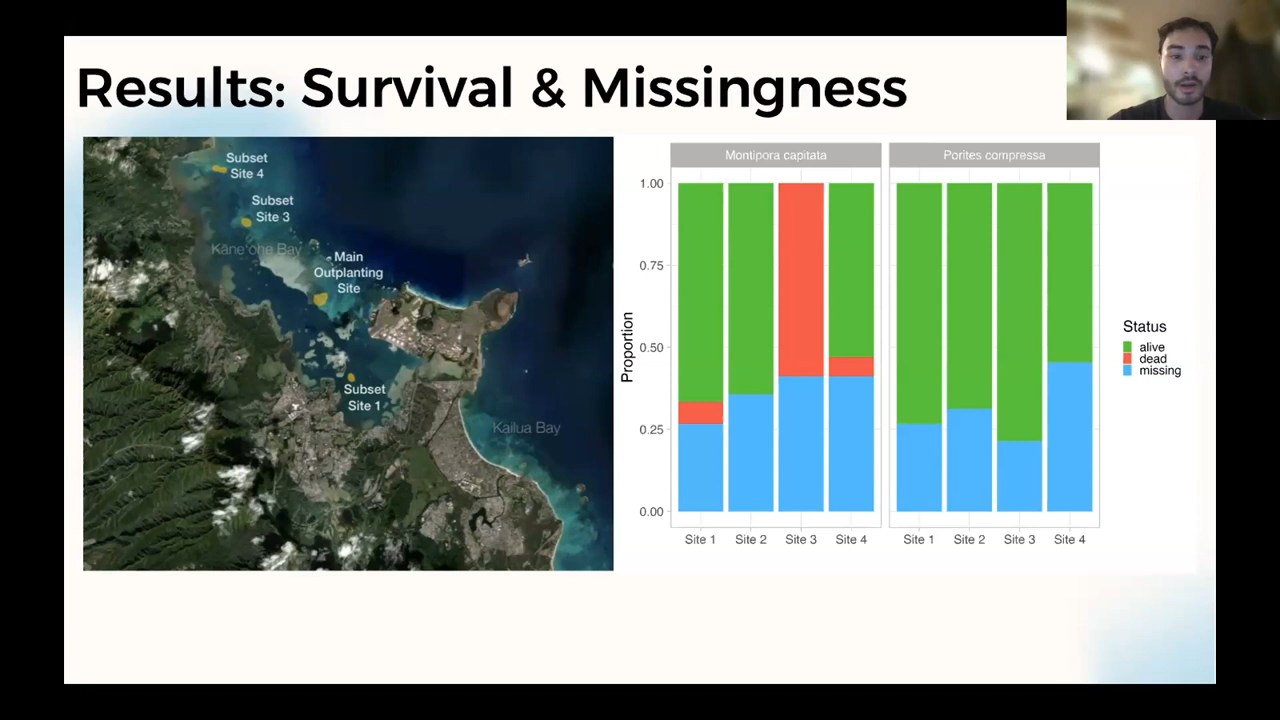 Results: Survival & Missingness
Subset
Site 4
Subset
Site 3
Kāne'ohe Bay
Main
Outplanting
Site
Subset
Site 1
Kailua Bay
Montipora capitata
Porites compressa
Proportion
1.00
0.75
0.50
0.25
0.00
Site 1
Site 2
Site 3
Site 4
Site 1
Site 2
Site 3
Site 4
Status
alive
dead
missing